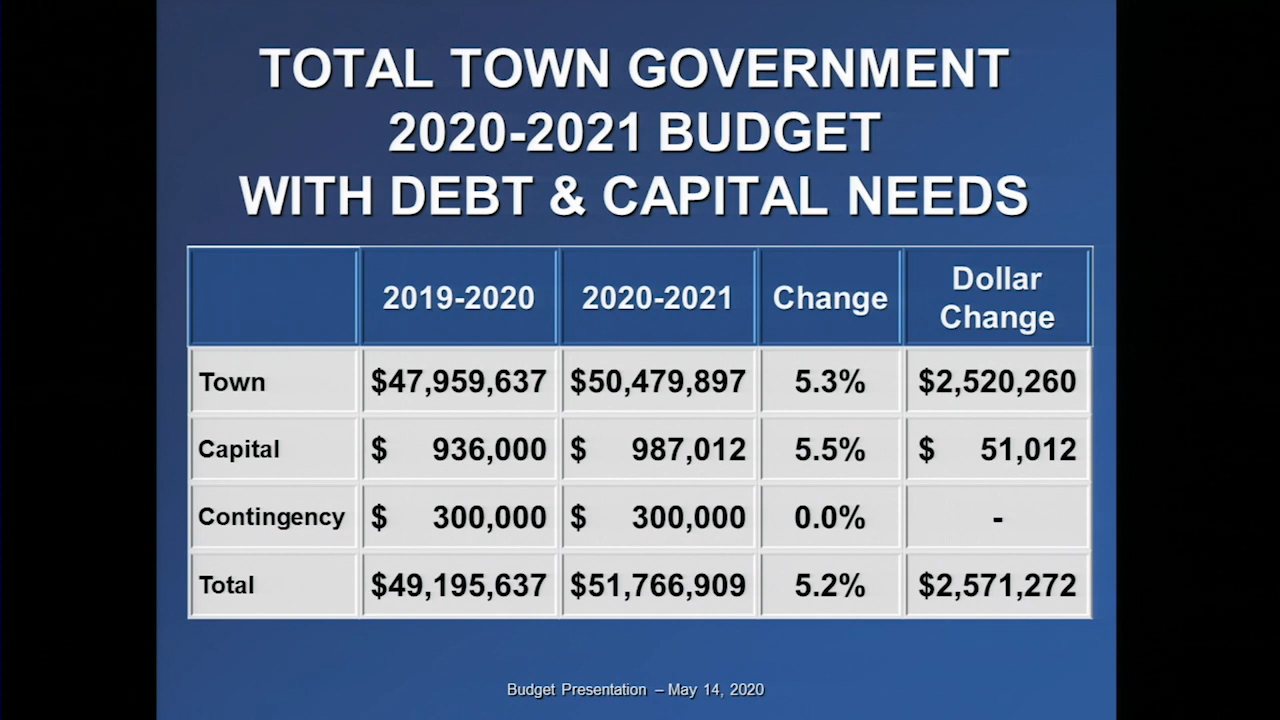 TOTAL TOWN GOVERNMENT
2020-2021 BUDGET
WITH DEBT & CAPITAL NEEDS
2019-2020 2020-2021 Change Dollar Change
Town $47,959,637 $50,479,897 5.3% $2,520,260
Capital $ 936,000 $ 987,012 5.5% $ 51,012
Contingency $ 300,000 $ 300,000 0.0% -
Total $49,195,637 $51,766,909 5.2% $2,571,272
Budget Presentation – May 14, 2020